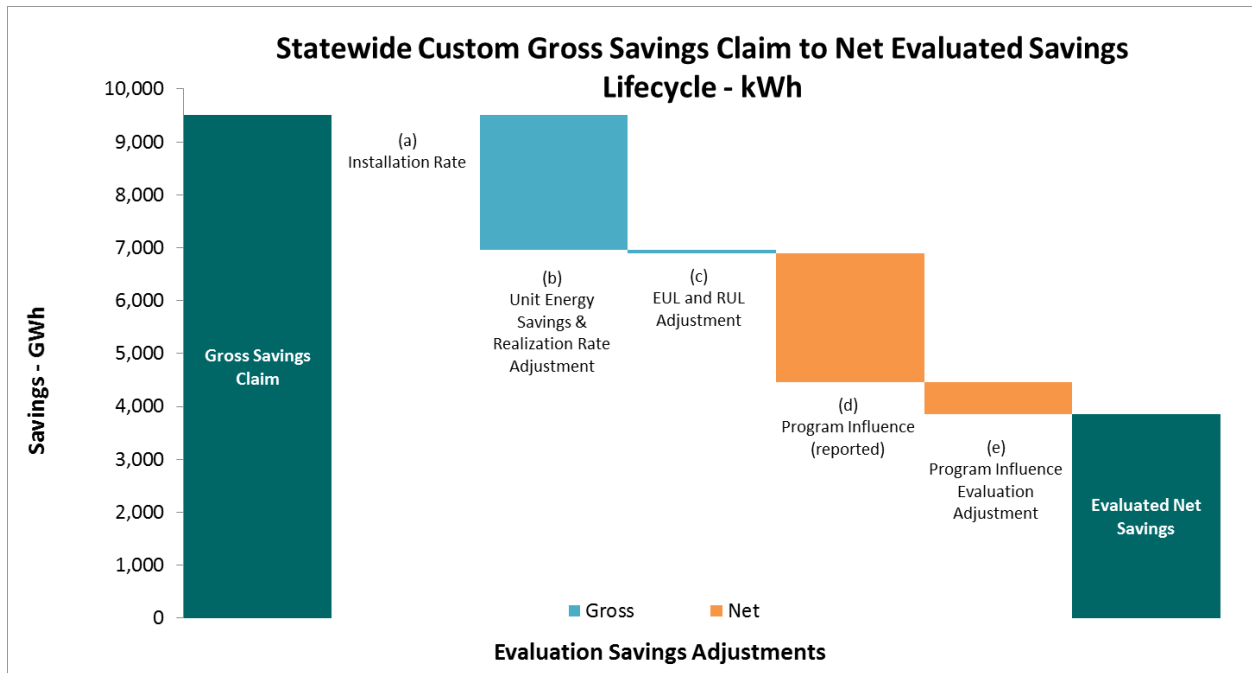 Statewide Custom Gross Savings Claim to Net Evaluated Savings
Lifecycle - kWh
10,000
9,000
8,000
7,000
6,000
5,000
4,000
3,000
2,000
1,000
0
Savings - GWh
Gross Savings
Claim
(a)
Installation Rate
(b)
Unit Energy
Savings &
Realization Rate
Adjustment
(c)
EUL and RUL
Adjustment
(d)
Program Influence
(reported)
(e)
Program Influence
Evaluation
Adjustment
Evaluated Net
Savings
Gross
Net
Evaluation Savings Adjustments